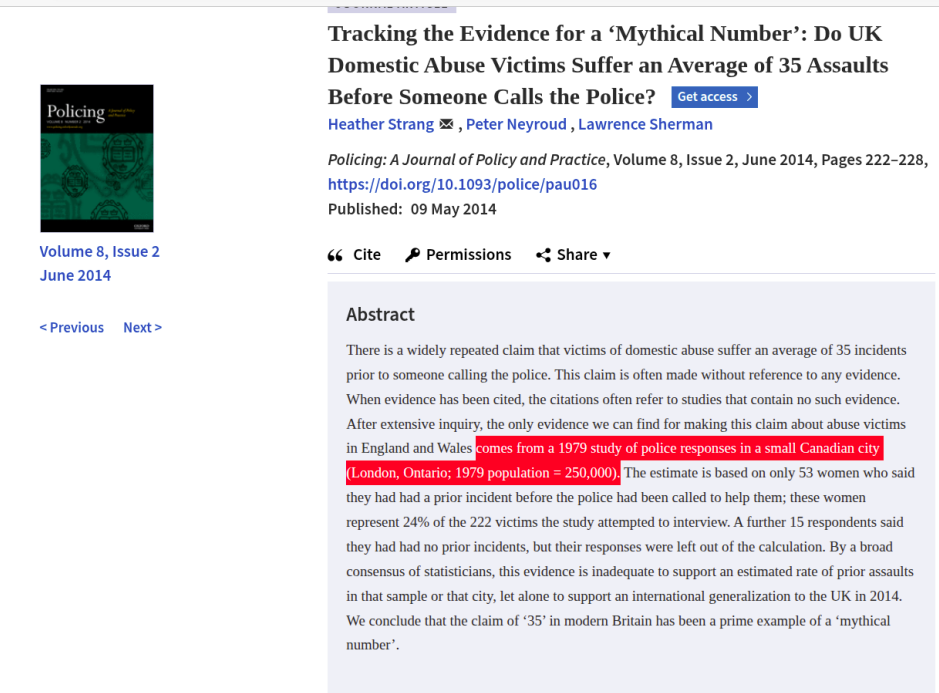 Tracking the Evidence for a ‘Mythical Number’: Do UK
Domestic Abuse Victims Suffer an Average of 35 Assaults
Before Someone Calls the Police? Get access >
Heather Strang , Peter Neyroud , Lawrence Sherman
Policing: A Journal of Policy and Practice, Volume 8, Issue 2, June 2014, Pages 222–228,
https://doi.org/10.1093/police/pau016
Published: 09 May 2014
Policing
Volume 8, Issue 2
June 2014
< Previous Next >
Cite Permissions Share
Abstract
There is a widely repeated claim that victims of domestic abuse suffer an average of 35 incidents
prior to someone calling the police. This claim is often made without reference to any evidence.
When evidence has been cited, the citations often refer to studies that contain no such evidence.
After extensive inquiry, the only evidence we can find for making this claim about abuse victims
in England and Wales comes from a 1979 study of police responses in a small Canadian city
(London, Ontario; 1979 population = 250,000). The estimate is based on only 53 women who said
they had had a prior incident before the police had been called to help them; these women
represent 24% of the 222 victims the study attempted to interview. A further 15 respondents said
they had had no prior incidents, but their responses were left out of the calculation. By a broad
consensus of statisticians, this evidence is inadequate to support an estimated rate of prior assaults
in that sample or that city, let alone to support an international generalization to the UK in 2014.
We conclude that the claim of ‘35’ in modern Britain has been a prime example of a ‘mythical
number’.